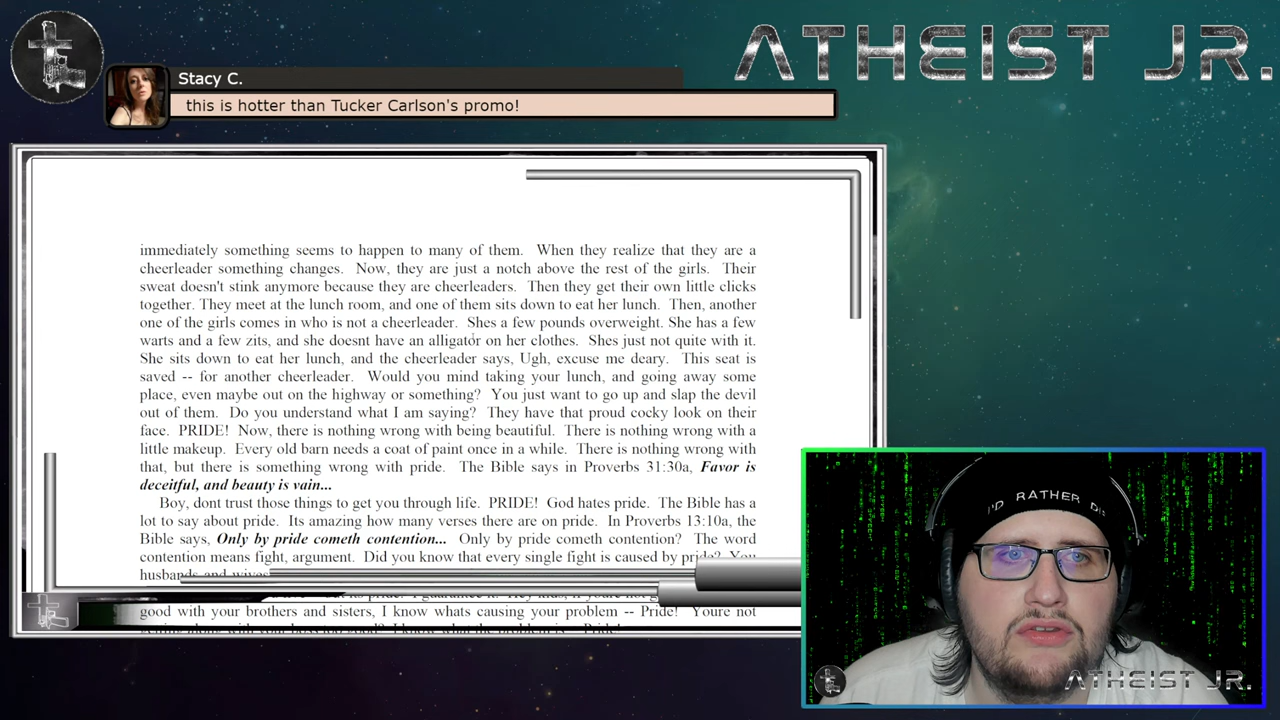 ATHEIST JR.
Stacy C.
this is hotter than Tucker Carlson's promo!
immediately something seems to happen to many of them. When they realize that they are a
cheerleader something changes. Now, they are just a notch above the rest of the girls. Their
sweat doesn't stink anymore because they are cheerleaders. Then they get their own little clicks
together. They meet at the lunch room, and one of them sits down to eat her lunch. Then, another
one of the girls comes in who is not a cheerleader. Shes a few pounds overweight. She has a few
warts and a few zits, and she doesnt have an alligator on her clothes. Shes just not quite with it.
She sits down to eat her lunch, and the cheerleader says, Ugh, excuse me deary. This seat is
saved -- for another cheerleader. Would you mind taking your lunch, and going away some
place, even maybe out on the highway or something? You just want to go up and slap the devil
out of them. Do you understand what I am saying? They have that proud cocky look on their
face. PRIDE! Now, there is nothing wrong with being beautiful. There is nothing wrong with a
little makeup. Every old barn needs a coat of paint once in a while. There is nothing wrong with
that, but there is something wrong with pride. The Bible says in Proverbs 31:30a, Favor is
deceitful, and beauty is vain...
Boy, dont trust those things to get you through life. PRIDE! God hates pride. The Bible has a
lot to say about pride. Its amazing how many verses there are on pride. In Proverbs 13:10a, the
Bible says, Only by pride cometh contention... Only by pride cometh contention? The word
contention means fight, argument. Did you know that every single fight is caused by pride? You
husbands and wives
good with your brothers and sisters, I know whats causing your problem -- Pride! Youre not
I'D RATHER
ATHEIST JR.